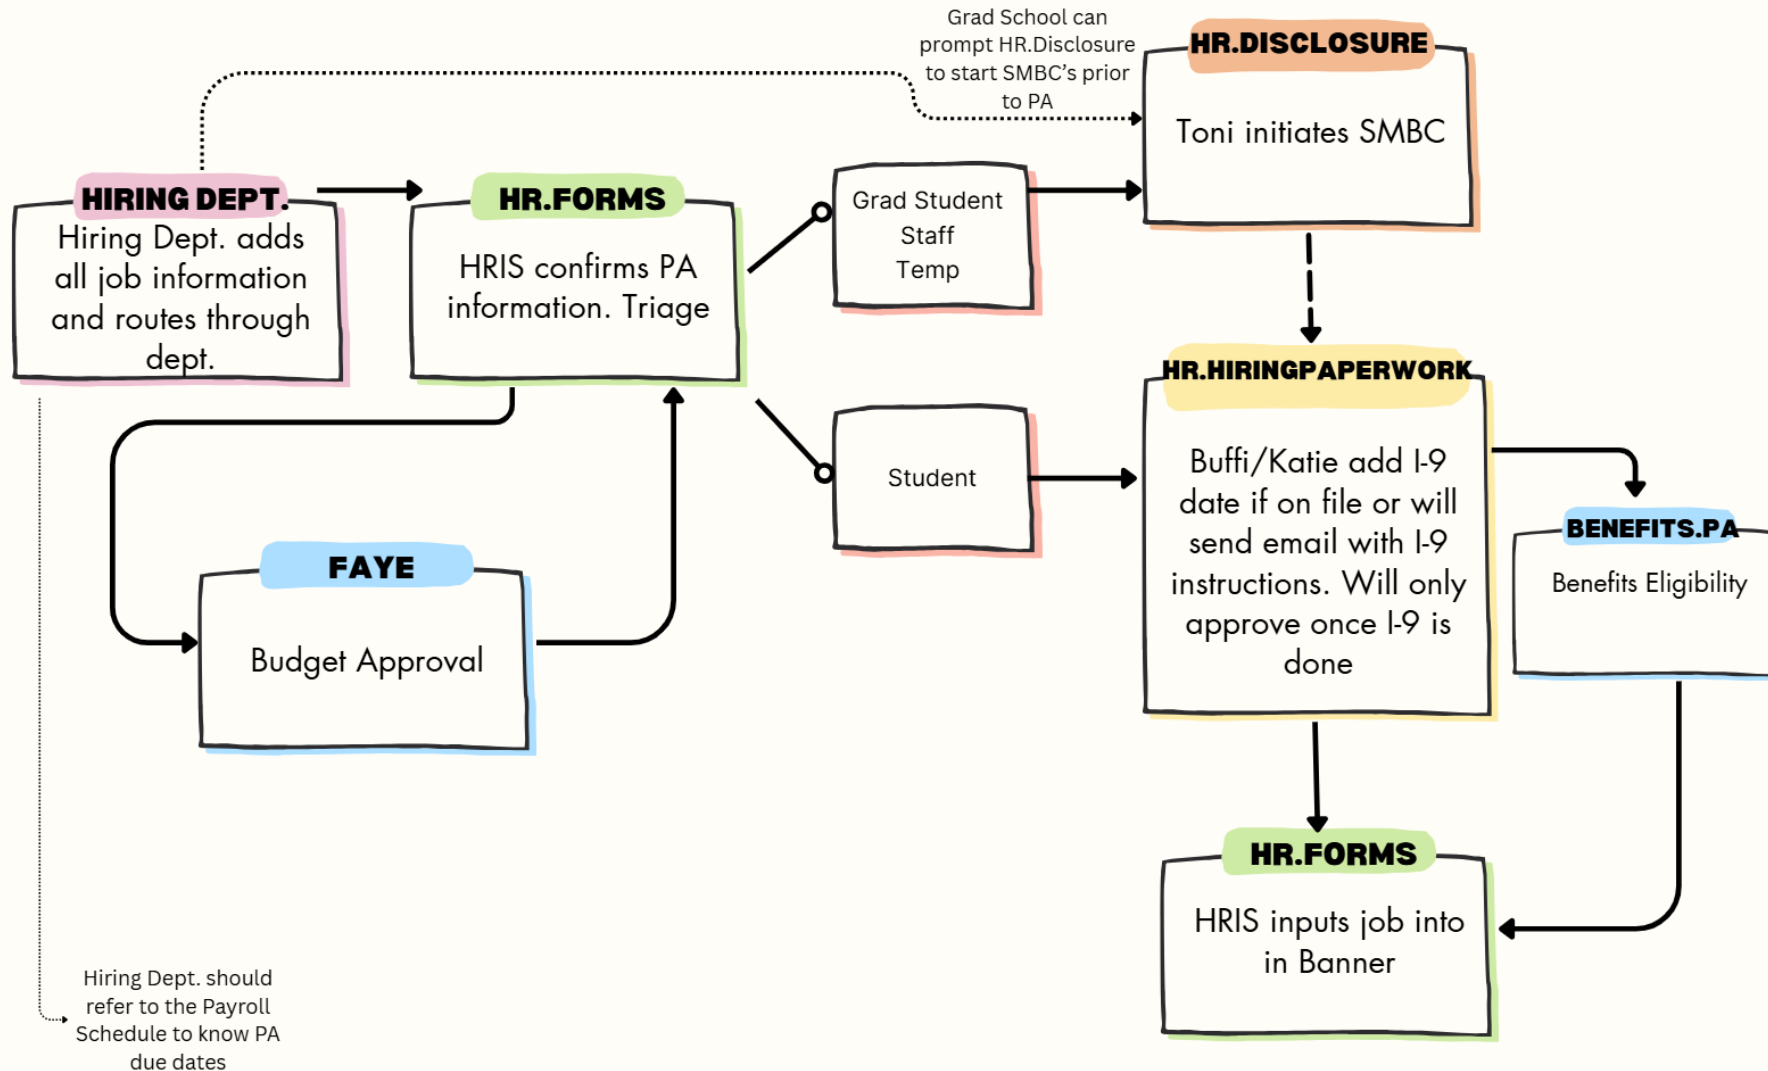 Grad School can
prompt HR.Disclosure
to start SMBC's prior
to PA
HR.DISCLOSURE
Toni initiates SMBC
HIRING DEPT.
Hiring Dept. adds
all job information
and routes through
dept.
HR.FORMS
HRIS confirms PA
information. Triage
Grad Student
Staff
Temp
Student
HR.HIRINGPAPERWORK
Buffi/Katie add I-9
date if on file or will
send email with I-9
instructions. Will only
approve once I-9 is
done
BENEFITS.PA
Benefits Eligibility
FAYE
Budget Approval
HR.FORMS
HRIS inputs job into
in Banner
Hiring Dept. should
refer to the Payroll
Schedule to know PA
due dates